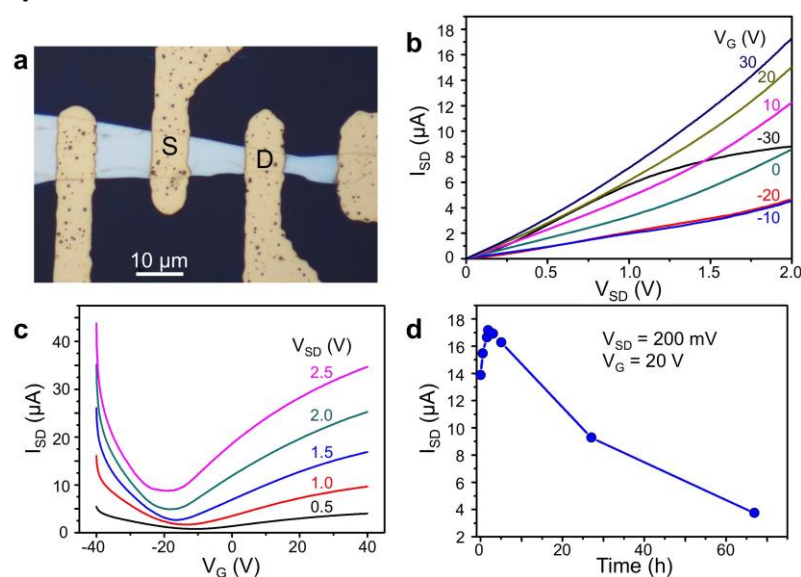 a
S
D
10 µm
b
I_SD (µA)
18
16
14
12
10
8
6
4
2
0
V_G (V)
30
20
10
-30
0
-20
-10
0
0.5
1.0
1.5
2.0
V_SD (V)
c
I_SD (µA)
40
30
20
10
0
V_SD (V)
2.5
2.0
1.5
1.0
0.5
-40
-20
0
20
40
V_G (V)
d
I_SD (µA)
18
16
14
12
10
8
6
4
2
V_SD = 200 mV
V_G = 20 V
0
20
40
60
Time (h)